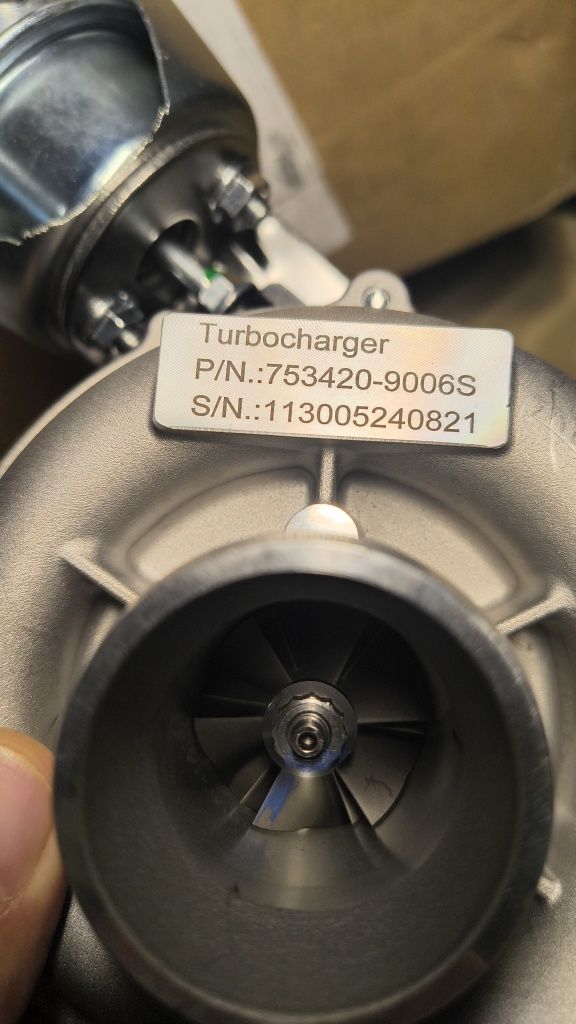 Turbocharger
P/N.:753420-9006S
S/N.:113005240821